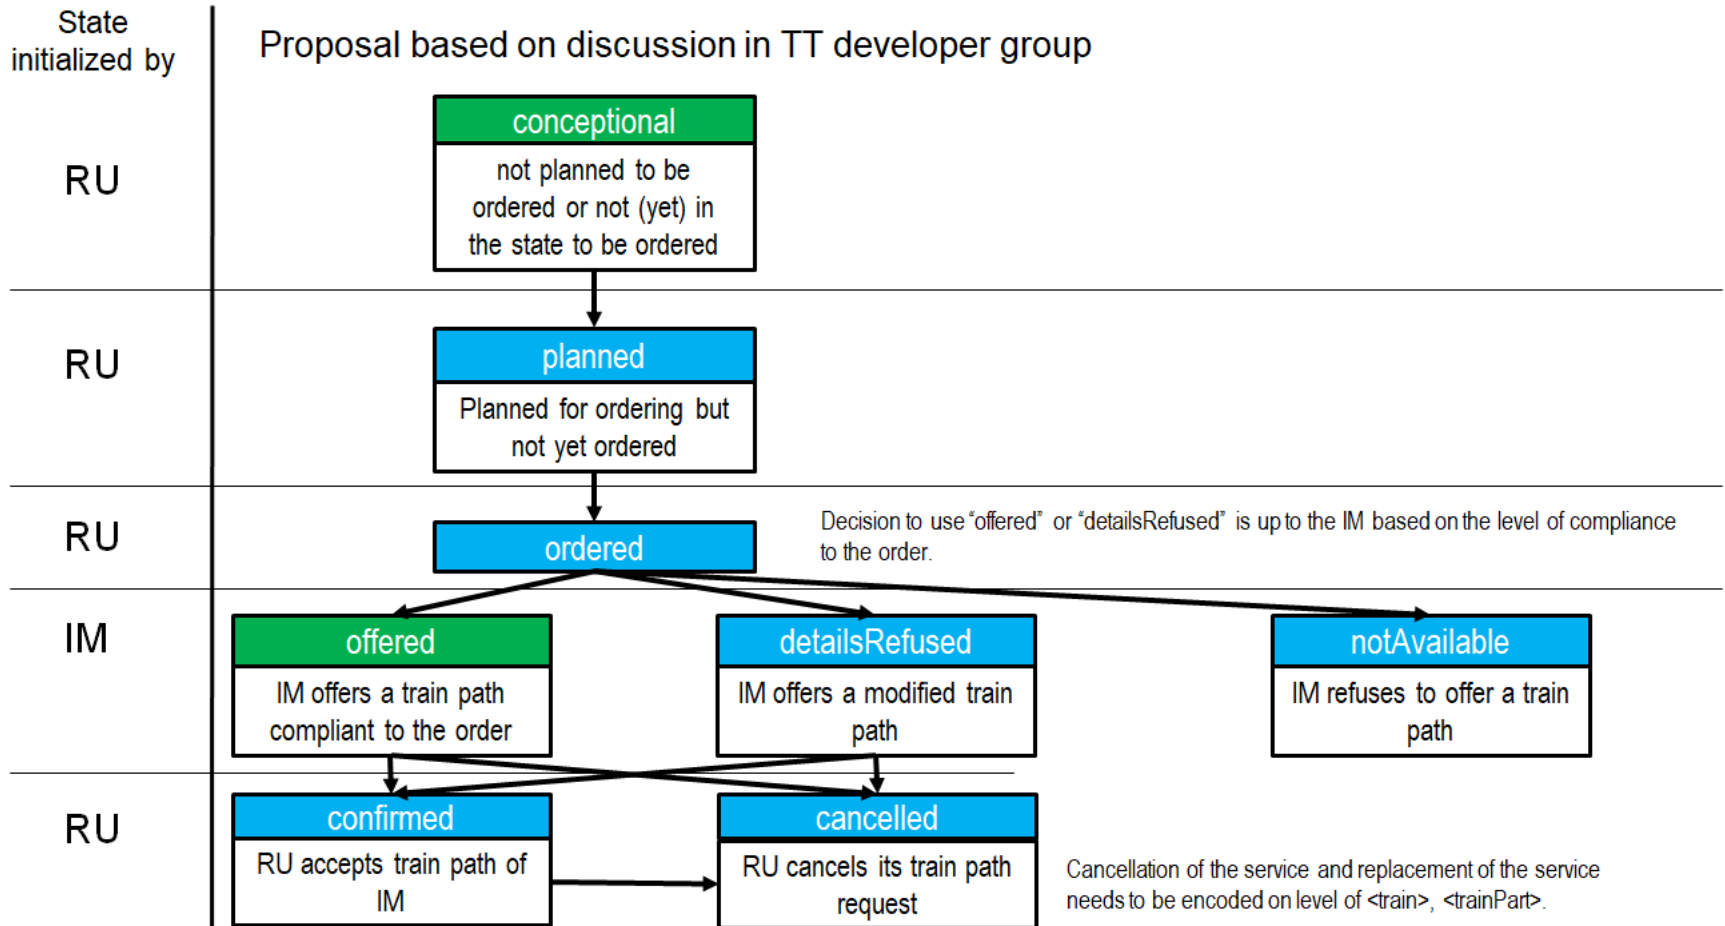 State
initialized by
Proposal based on discussion in TT developer group
RU
conceptional
not planned to be
ordered or not (yet) in
the state to be ordered
RU
planned
Planned for ordering but
not yet ordered
RU
ordered
Decision to use “offered” or “detailsRefused” is up to the IM based on the level of compliance
to the order.
IM
offered
IM offers a train path
compliant to the order
detailsRefused
IM offers a modified train
path
notAvailable
IM refuses to offer a train
path
RU
confirmed
RU accepts train path of
IM
cancelled
RU cancels its train path
request
Cancellation of the service and replacement of the service
needs to be encoded on level of <train>, <trainPart>.